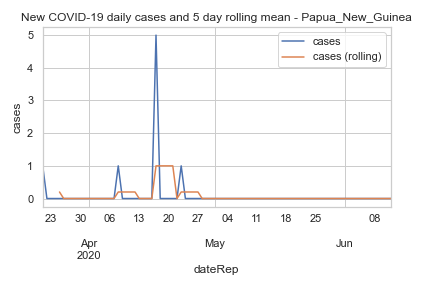 New COVID-19 daily cases and 5 day rolling mean - Papua_New_Guinea
cases
cases (rolling)
5
4
3
2
1
0
cases
23 30 06 13 20 27 04 11 18 25 08
Apr May Jun
2020
dateRep